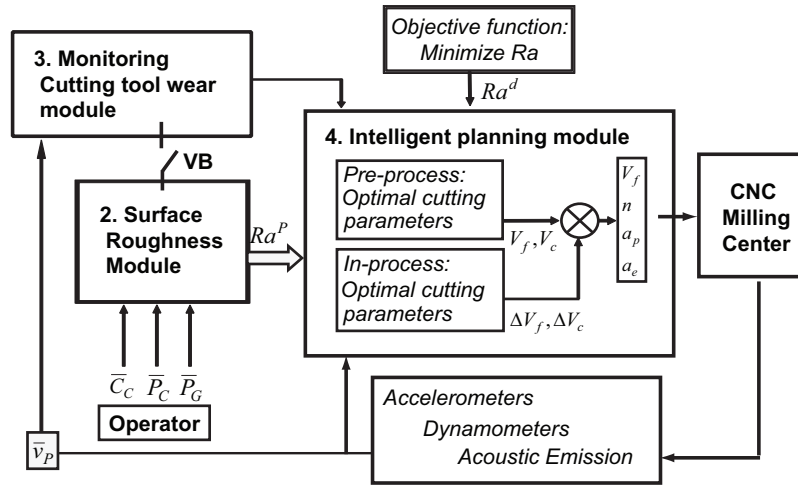 Objective function:
Minimize Ra
Ra^d
3. Monitoring
Cutting tool wear
module
VB
2. Surface
Roughness
Module
Ra^P
4. Intelligent planning module
Pre-process:
Optimal cutting
parameters
V_f, V_c
In-process:
Optimal cutting
parameters
ΔV_f, ΔV_c
V_f
n
a_p
a_e
CNC
Milling
Center
C̅_C P̅_C P̅_G
Operator
v̅_P
Accelerometers
Dynamometers
Acoustic Emission